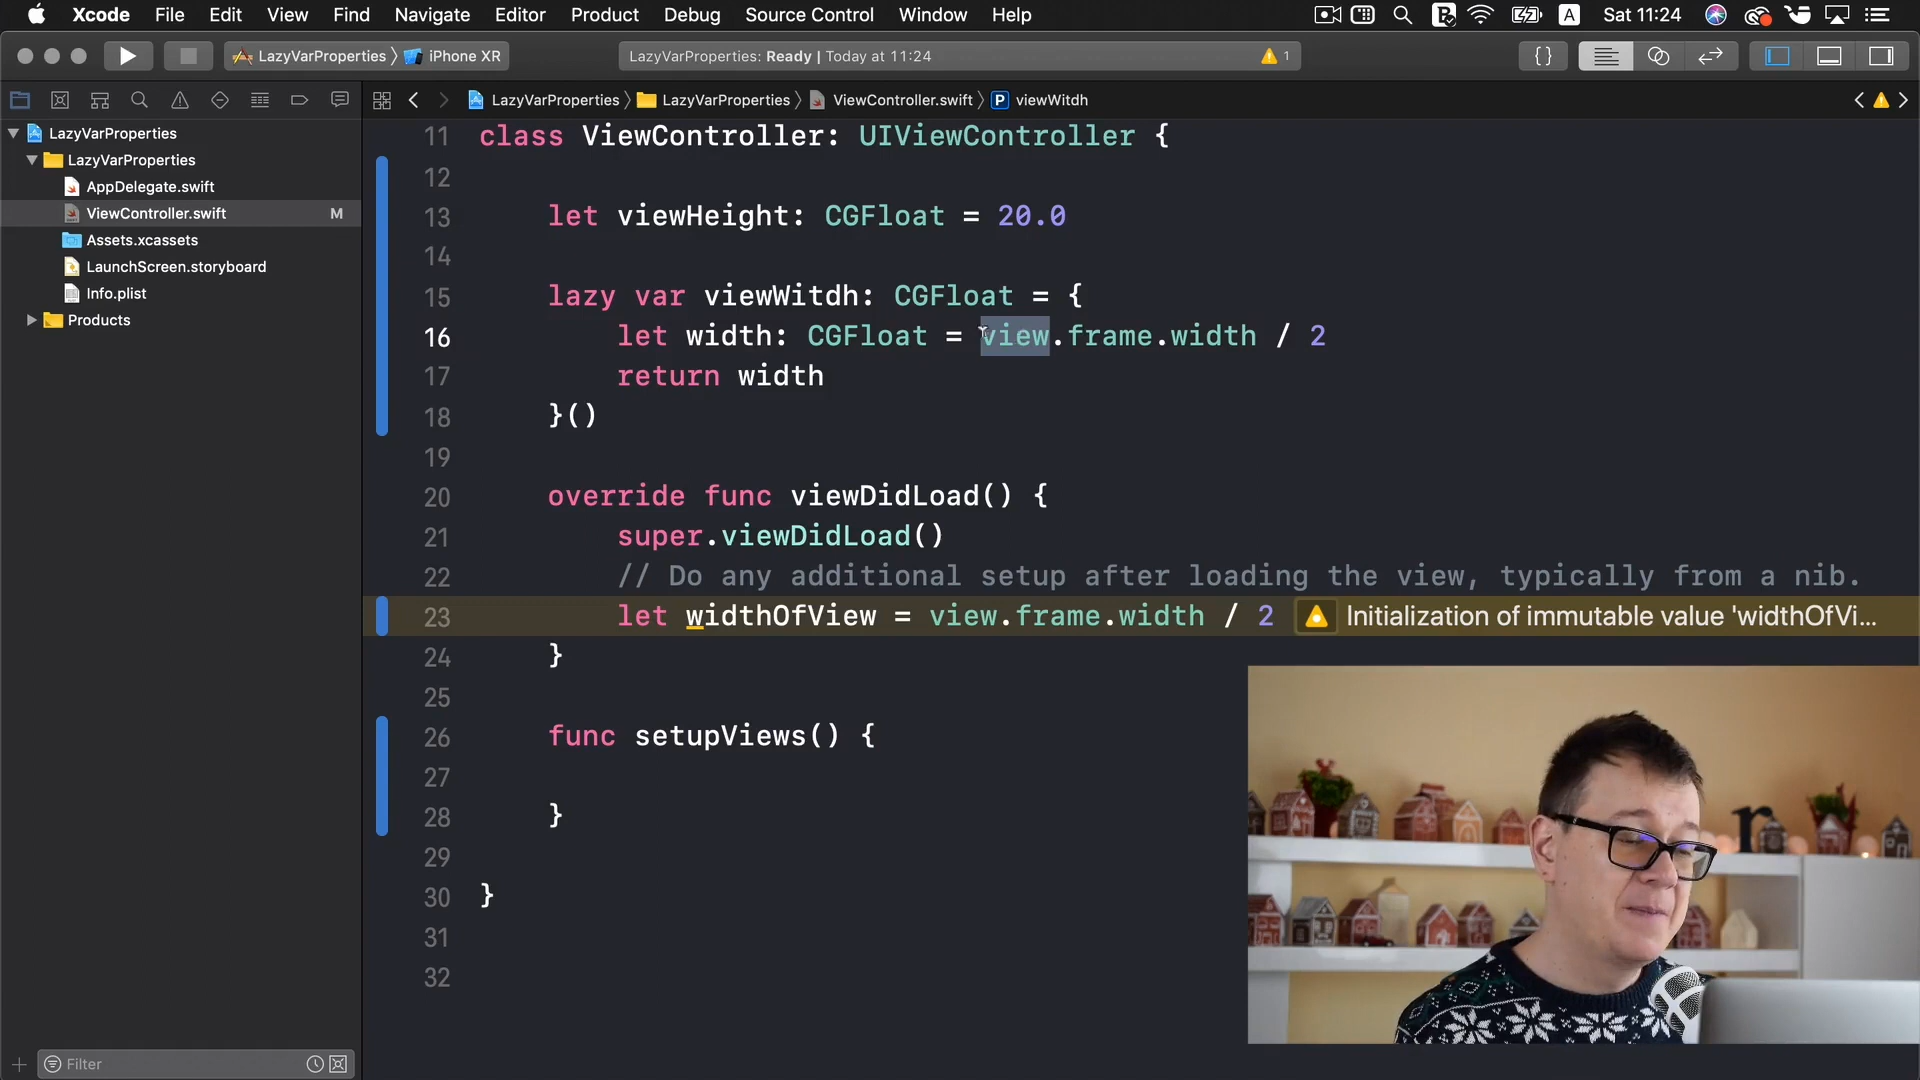 Xcode File Edit View Find Navigate Editor Product Debug Source Control Window Help A Sat 11:24
LazyVarProperties iPhone XR LazyVarProperties: Ready | Today at 11:24 1 {}
LazyVarProperties LazyVarProperties ViewController.swift P viewWitdh
LazyVarProperties
LazyVarProperties
AppDelegate.swift
ViewController.swift M
Assets.xcassets
LaunchScreen.storyboard
Info.plist
Products
Filter
11 class ViewController: UIViewController {
12
13 let viewHeight: CGFloat = 20.0
14
15 lazy var viewWitdh: CGFloat = {
16 let width: CGFloat = view.frame.width / 2
17 return width
18 }()
19
20 override func viewDidLoad() {
21 super.viewDidLoad()
22 // Do any additional setup after loading the view, typically from a nib.
23 let widthOfView = view.frame.width / 2 Initialization of immutable value 'widthOfVi...
24 }
25
26 func setupViews() {
27
28 }
29
30 }
31
32